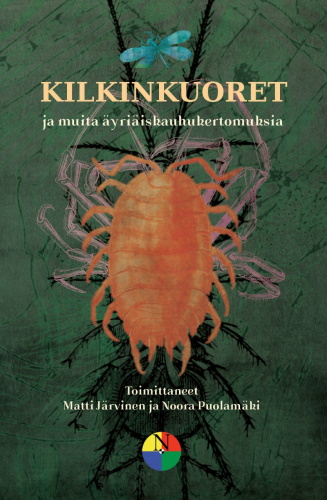 KILKINKUORET
ja muita äyriäiskauhukertomuksia
Toimittaneet
Matti Järvinen ja Noora Puolamäki
N